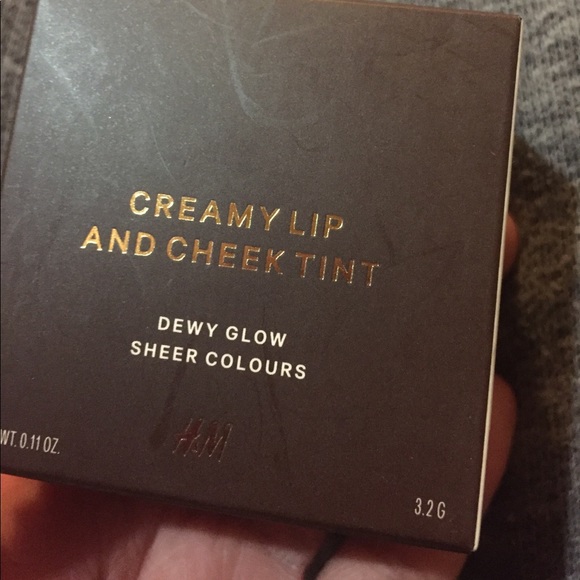 CREAMY LIP
AND CHEEK TINT
DEWY GLOW
SHEER COLOURS
H&M
WT. 0.11 OZ.
3.2 G